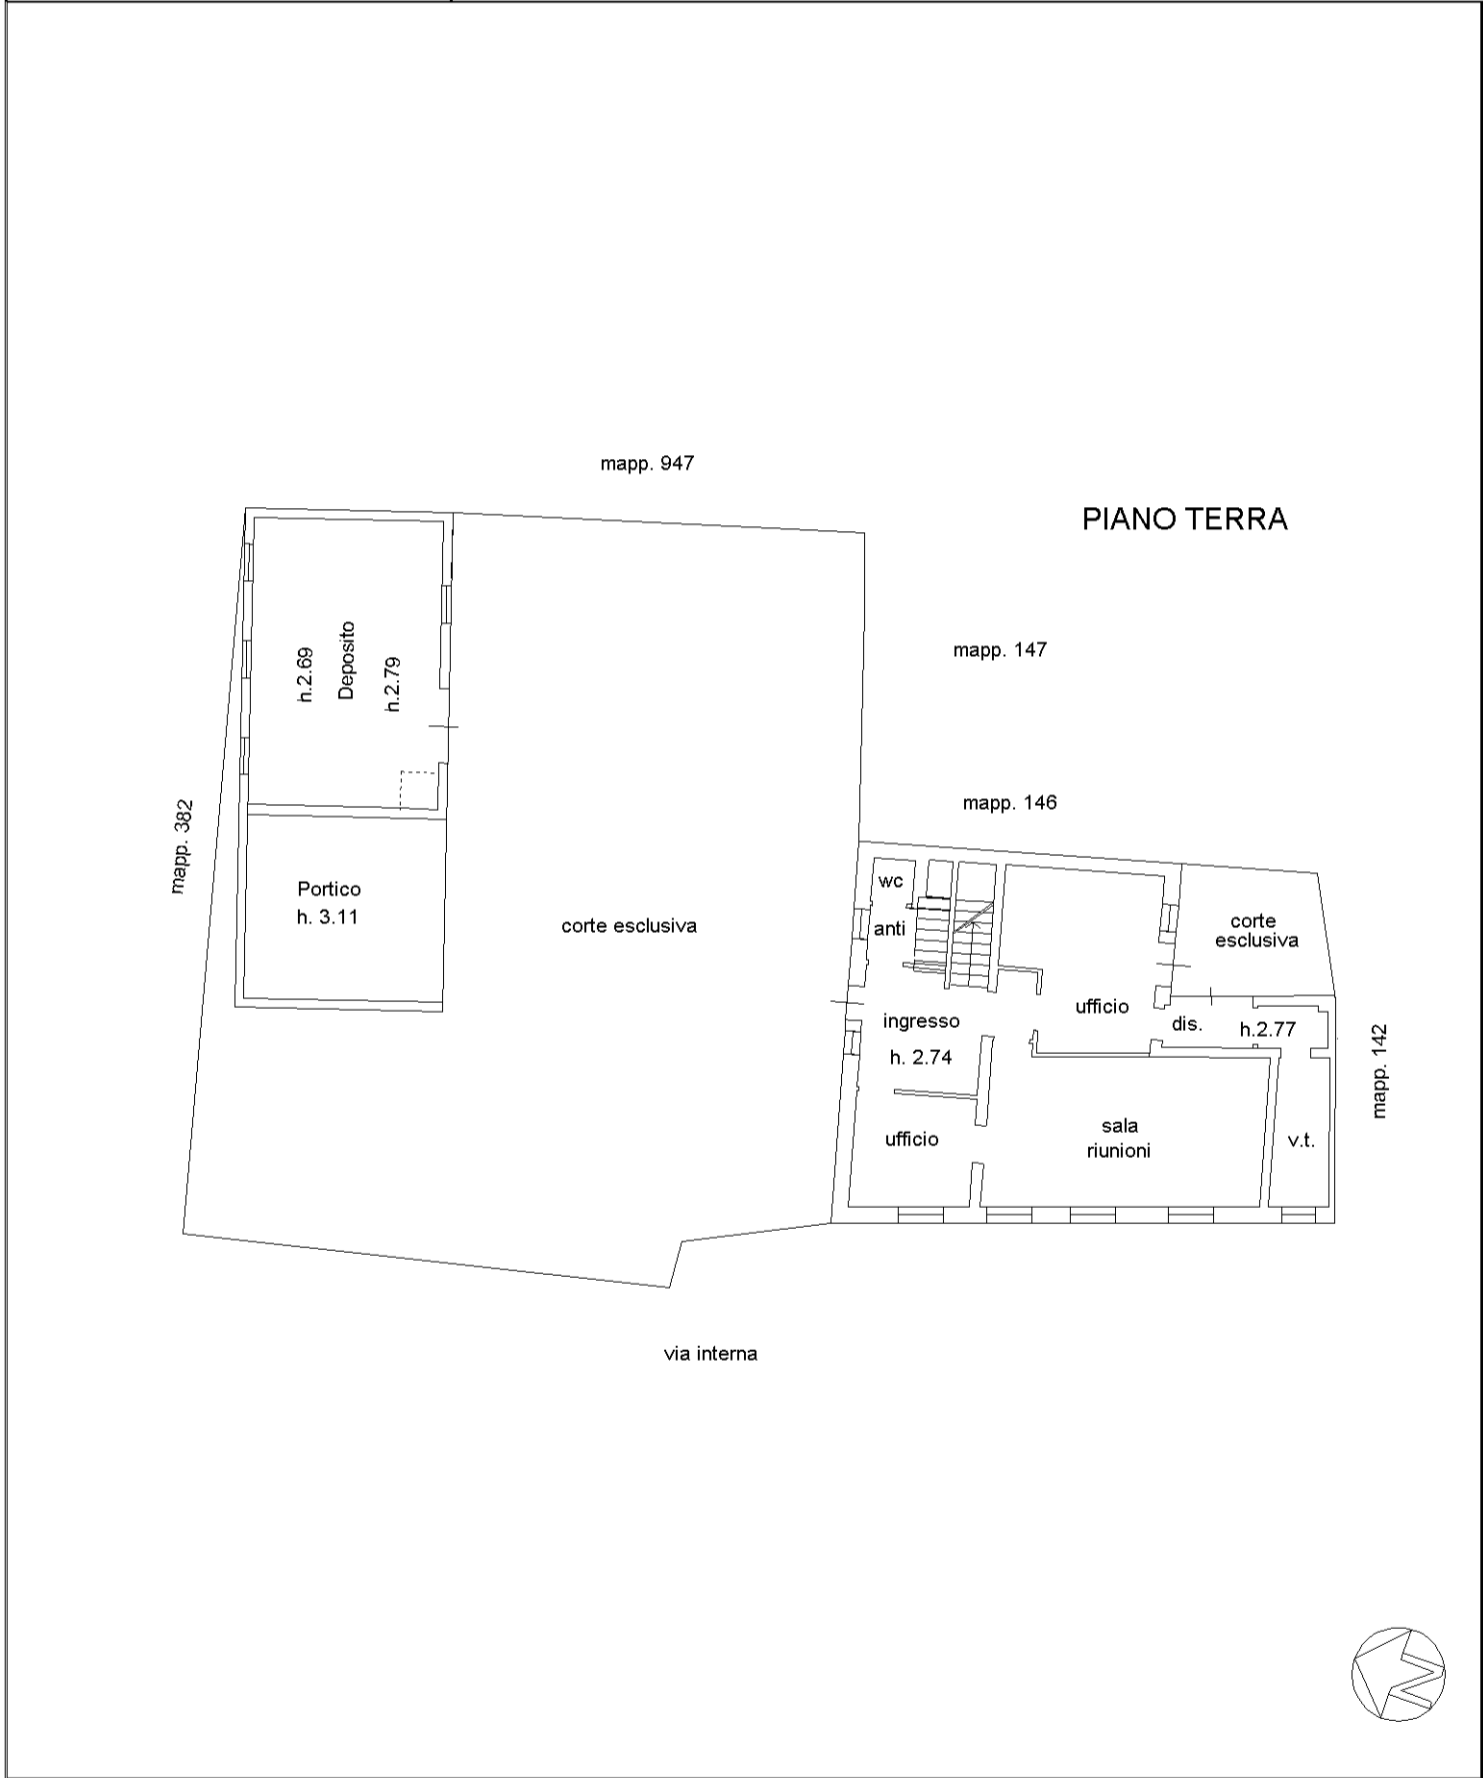 mapp. 947
PIANO TERRA
h.2.69
Deposito
h.2.79
mapp. 147
mapp. 146
mapp. 382
Portico
h. 3.11
corte esclusiva
wc
anti
corte
esclusiva
ufficio
dis.
h.2.77
ingresso
h. 2.74
mapp. 142
ufficio
sala
riunioni
v.t.
via interna
N